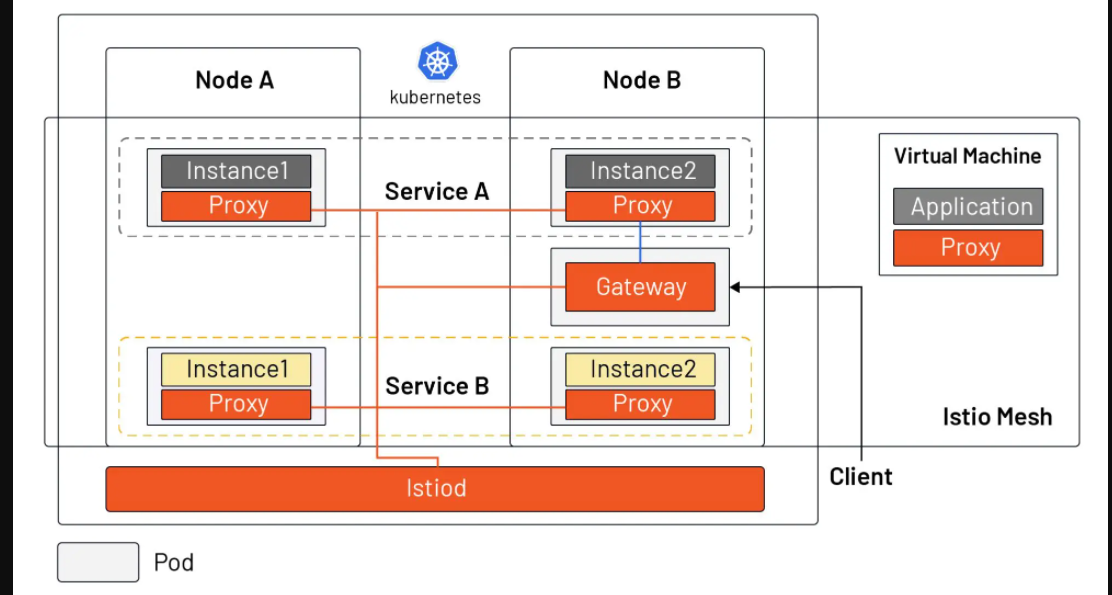 Node A
kubernetes
Node B
Instance1
Proxy
Service A
Instance2
Proxy
Gateway
Instance1
Proxy
Service B
Instance2
Proxy
Istiod
Virtual Machine
Application
Proxy
Istio Mesh
Client
Pod